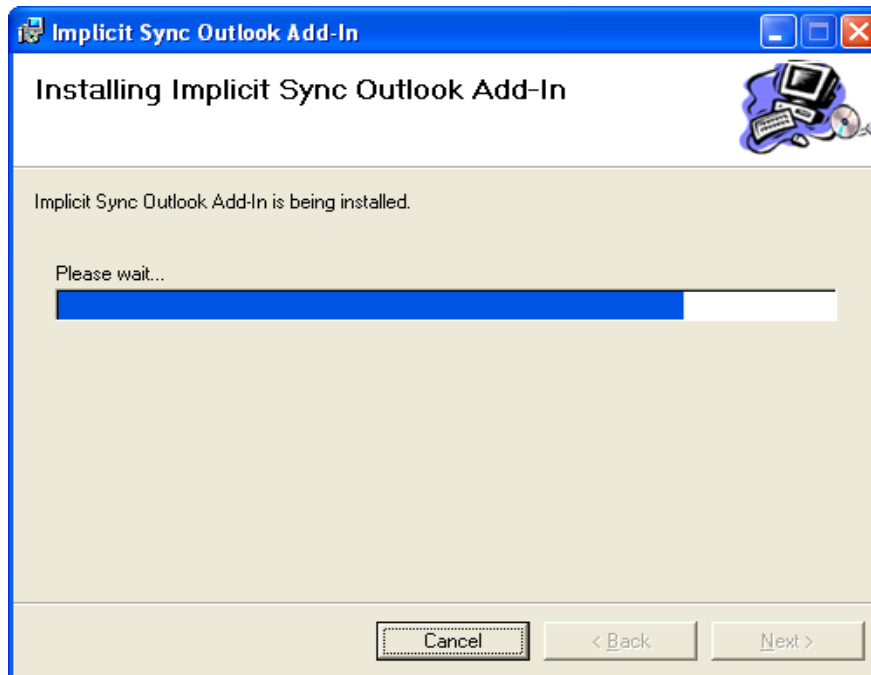 Implicit Sync Outlook Add-In
Installing Implicit Sync Outlook Add-In
Implicit Sync Outlook Add-In is being installed.
Please wait...
Cancel
< Back
Next >